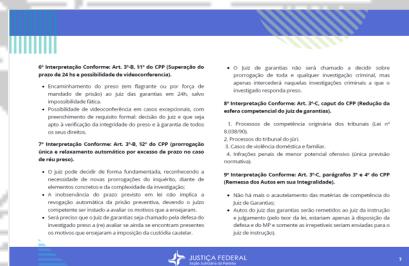 6ª Interpretação Conforme: Art. 3º-B, §1º do CPP (Superação do
prazo de 24 hs e possibilidade de videoconferencia).
• Encaminhamento do preso (em flagrante ou por força de
mandado de prisão) ao juiz das garantias em 24h, salvo
impossibilidade fática.
• Possibilidade de videoconferência em casos excepcionais, com
preenchimento de requisito formal: decisão do juiz e que seja
apto à verificação da integridade do preso e à garantia de todos
os seus direitos.
7ª Interpretação Conforme: Art. 3º-B, §2º do CPP (prorrogação
única e relaxamento automático por excesso de prazo no caso
de réu preso).
• O juiz pode decidir de forma fundamentada, reconhecendo a
necessidade de novas prorrogações do inquérito, diante de
elementos concretos e da complexidade da investigação;
• A inobservância do prazo previsto em lei não implica a
revogação automática da prisão preventiva, devendo o juízo
competente ser instado a avaliar os motivos que a ensejaram.
• Será preciso que o Juiz de garantias seja chamado pela defesa do
investigado preso a (re) avaliar se ainda se encontram presentes
os motivos que ensejaram a imposição da custódia cautelar.
• O Juiz de garantias não será chamado a decidir sobre
prorrogação de toda e qualquer investigação criminal, mas
apenas intercederá naquelas investigações criminais a que o
investigado responda preso.
8ª Interpretação Conforme: Art. 3º-C, caput do CPP (Redução da
esfera competencial do juiz de garantias).
1. Processos de competência originária dos tribunais (Lei nº
8.038/90).
2. Processos do tribunal do júri.
3. Casos de violência doméstica e familiar.
4. Infrações penais de menor potencial ofensivo (única previsão
normativa).
9ª Interpretação Conforme: Art. 3º-C, parágrafos 3º e 4º do CPP
(Remessa dos Autos em sua Integralidade).
• Não há mais o acautelamento das matérias de competência do
Juiz de Garantias;
• Autos do juiz das garantias serão remetidos ao juiz da instrução
e julgamento (pelo teor da lei, estariam apenas à disposição da
defesa e do MP e somente as irrepetíveis seriam enviadas para o
juiz de instrução).
JUSTIÇA FEDERAL
Seção Judiciária da Paraíba